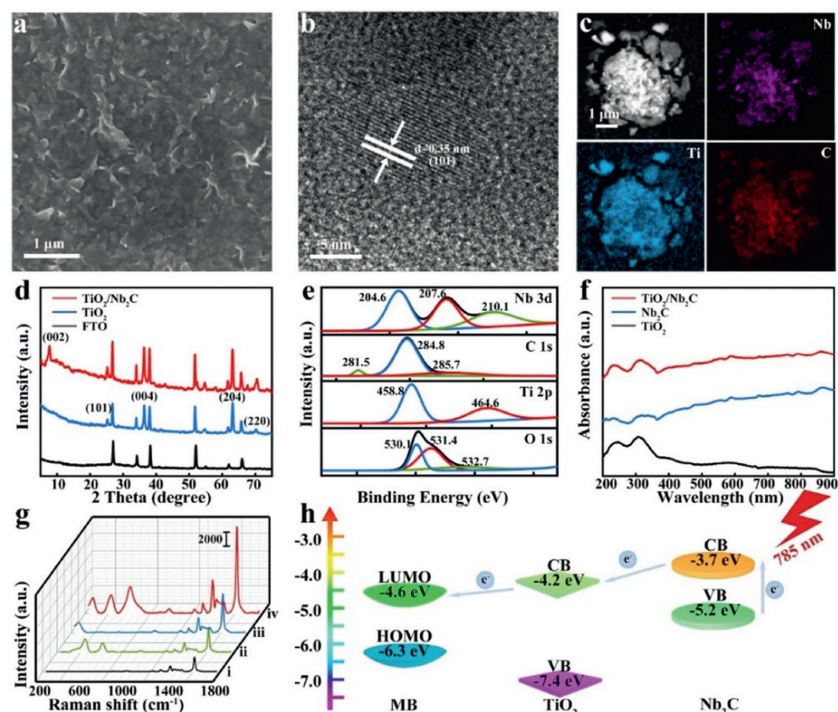 a
1 μm
b
d=0.35 nm
(101)
5 nm
c
1 μm
Nb
Ti
C
d
TiO₂/Nb₂C
TiO₂
FTO
(002)
(101)
(004)
(204)
(220)
Intensity (a.u.)
10 20 30 40 50 60 70
2 Theta (degree)
e
204.6
207.6
210.1
Nb 3d
284.8
C 1s
281.5
285.7
458.8
Ti 2p
464.6
530.1
531.4
532.7
O 1s
Intensity (a.u.)
Binding Energy (eV)
f
TiO₂/Nb₂C
Nb₂C
TiO₂
Absorbance (a.u.)
200 300 400 500 600 700 800 900
Wavelength (nm)
g
2000
iv
iii
ii
i
Intensity (a.u.)
200 400 600 800 1000 1400 1600 1800
Raman shift (cm⁻¹)
h
-3.0
-4.0
-5.0
-6.0
-7.0
LUMO
-4.6 eV
HOMO
-6.3 eV
MB
e⁻
CB
-4.2 eV
VB
-7.4 eV
TiO₂
e⁻
CB
-3.7 eV
VB
-5.2 eV
Nb₂C
e⁻
785 nm